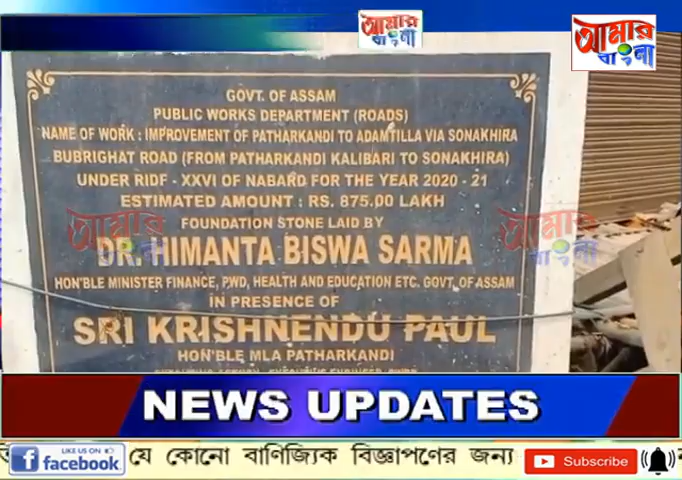 আমার
বাংলা
আমার
বাংলা
GOVT. OF ASSAM
PUBLIC WORKS DEPARTMENT (ROADS)
NAME OF WORK : IMPROVEMENT OF PATHARKANDI TO ADAMTILLA VIA SONAKHIRA
BUBRIGHAT ROAD (FROM PATHARKANDI KALIBARI TO SONAKHIRA)
UNDER RIDF - XXVI OF NABARD FOR THE YEAR 2020 - 21
ESTIMATED AMOUNT : RS. 875.00 LAKH
FOUNDATION STONE LAID BY
DR. HIMANTA BISWA SARMA
HON'BLE MINISTER FINANCE, PWD, HEALTH AND EDUCATION ETC. GOVT. OF ASSAM
IN PRESENCE OF
SRI KRISHNENDU PAUL
HON'BLE MLA PATHARKANDI
আমার
বাংলা
আমার
বাংলা
NEWS UPDATES
LIKE US ON
facebook
যে কোনো বাণিজ্যিক বিজ্ঞাপণের জন্য
Subscribe